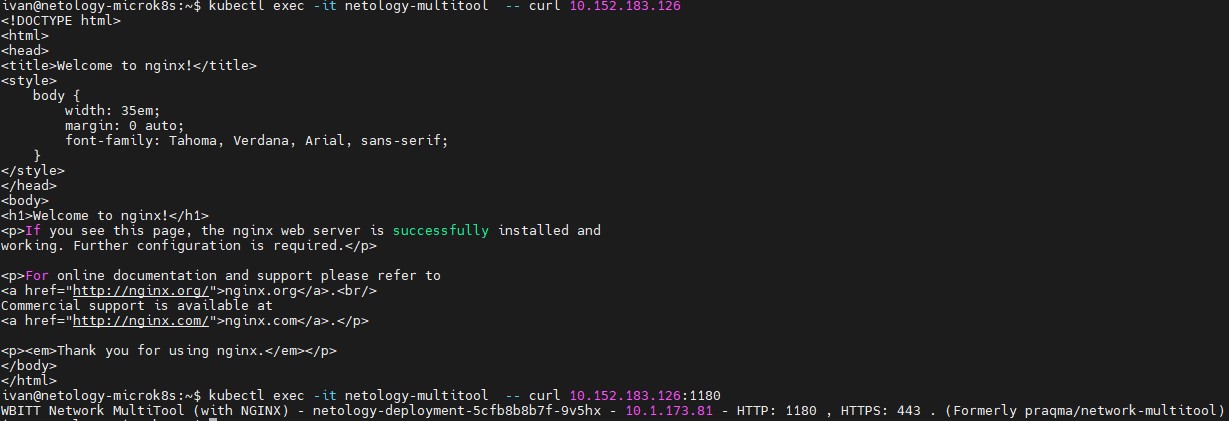 ivan@netology-microk8s:~$ kubectl exec -it netology-multitool  -- curl 10.152.183.126
<!DOCTYPE html>
<html>
<head>
<title>Welcome to nginx!</title>
<style>
    body {
        width: 35em;
        margin: 0 auto;
        font-family: Tahoma, Verdana, Arial, sans-serif;
    }
</style>
</head>
<body>
<h1>Welcome to nginx!</h1>
<p>If you see this page, the nginx web server is successfully installed and
working. Further configuration is required.</p>

<p>For online documentation and support please refer to
<a href="http://nginx.org/">nginx.org</a>.<br/>
Commercial support is available at
<a href="http://nginx.com/">nginx.com</a>.</p>

<p><em>Thank you for using nginx.</em></p>
</body>
</html>
ivan@netology-microk8s:~$ kubectl exec -it netology-multitool  -- curl 10.152.183.126:1180
WBITT Network MultiTool (with NGINX) - netology-deployment-5cfb8b8b7f-9v5hx - 10.1.173.81 - HTTP: 1180 , HTTPS: 443 . (Formerly praqma/network-multitool)